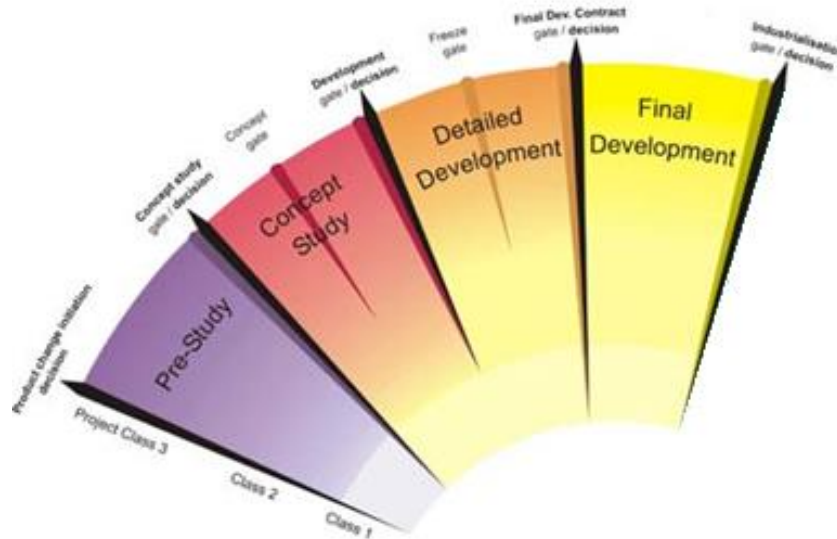 Product change initiation
decision
Concept study
gate / decision
Concept
gate
Development
gate / decision
Freeze
gate
Final Dev. Contract
gate / decision
Industrialisation
gate / decision
Pre-Study
Concept
Study
Detailed
Development
Final
Development
Project Class 3
Class 2
Class 1